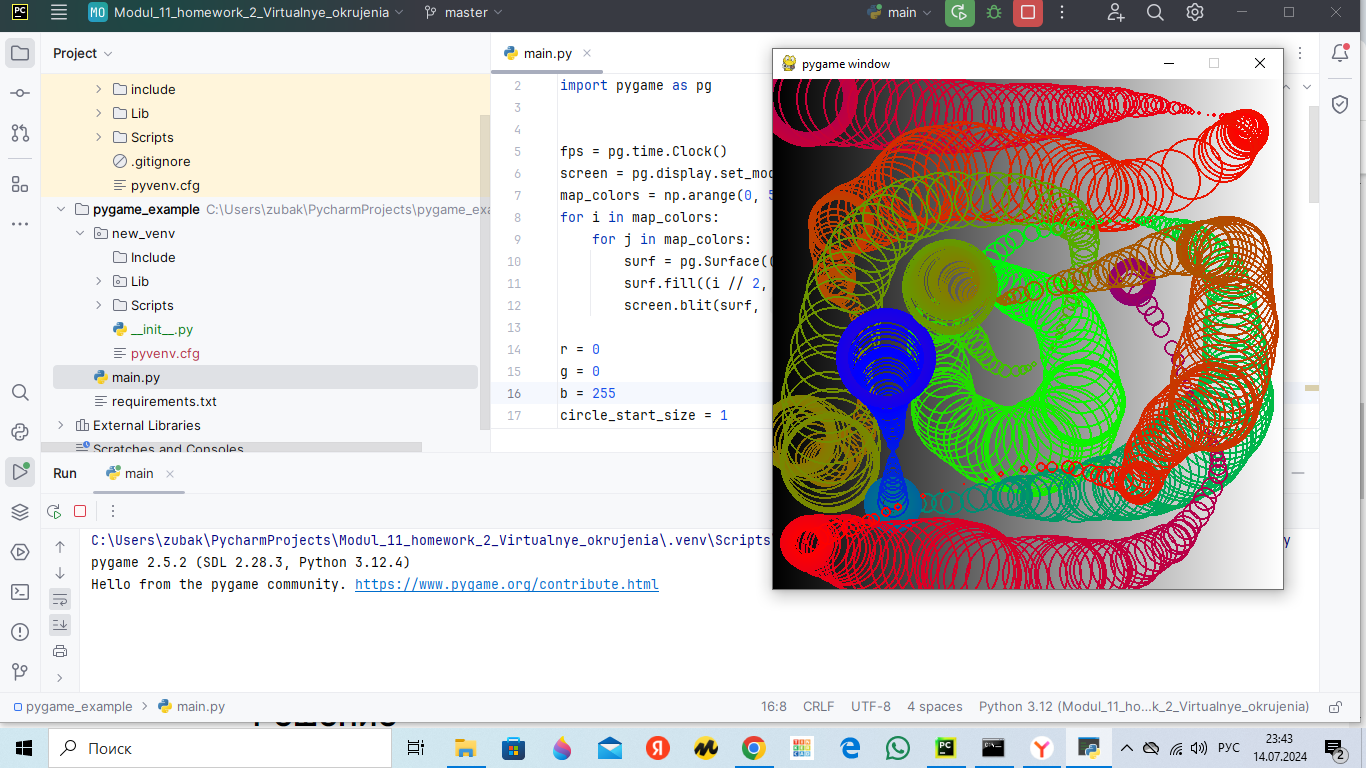 PC
MO Modul_11_homework_2_Virtualnye_okrujenia
master
main
Project
include
Lib
Scripts
.gitignore
pyvenv.cfg
pygame_example C:\Users\zubak\PycharmProjects\pygame_exa
new_venv
Include
Lib
Scripts
__init__.py
pyvenv.cfg
main.py
requirements.txt
External Libraries
Scratches and Consoles
main.py
2 import pygame as pg
3
4
5 fps = pg.time.Clock()
6 screen = pg.display.set_mod
7 map_colors = np.arange(0, 5
8 for i in map_colors:
9 for j in map_colors:
10 surf = pg.Surface((
11 surf.fill((i // 2,
12 screen.blit(surf,
13
14 r = 0
15 g = 0
16 b = 255
17 circle_start_size = 1
pygame window
Run main
C:\Users\zubak\PycharmProjects\Modul_11_homework_2_Virtualnye_okrujenia\.venv\Scripts
y
pygame 2.5.2 (SDL 2.28.3, Python 3.12.4)
Hello from the pygame community. https://www.pygame.org/contribute.html
pygame_example > main.py
16:8 CRLF UTF-8 4 spaces Python 3.12 (Modul_11_ho...k_2_Virtualnye_okrujenia)
Поиск
РУС
23:43
14.07.2024
2